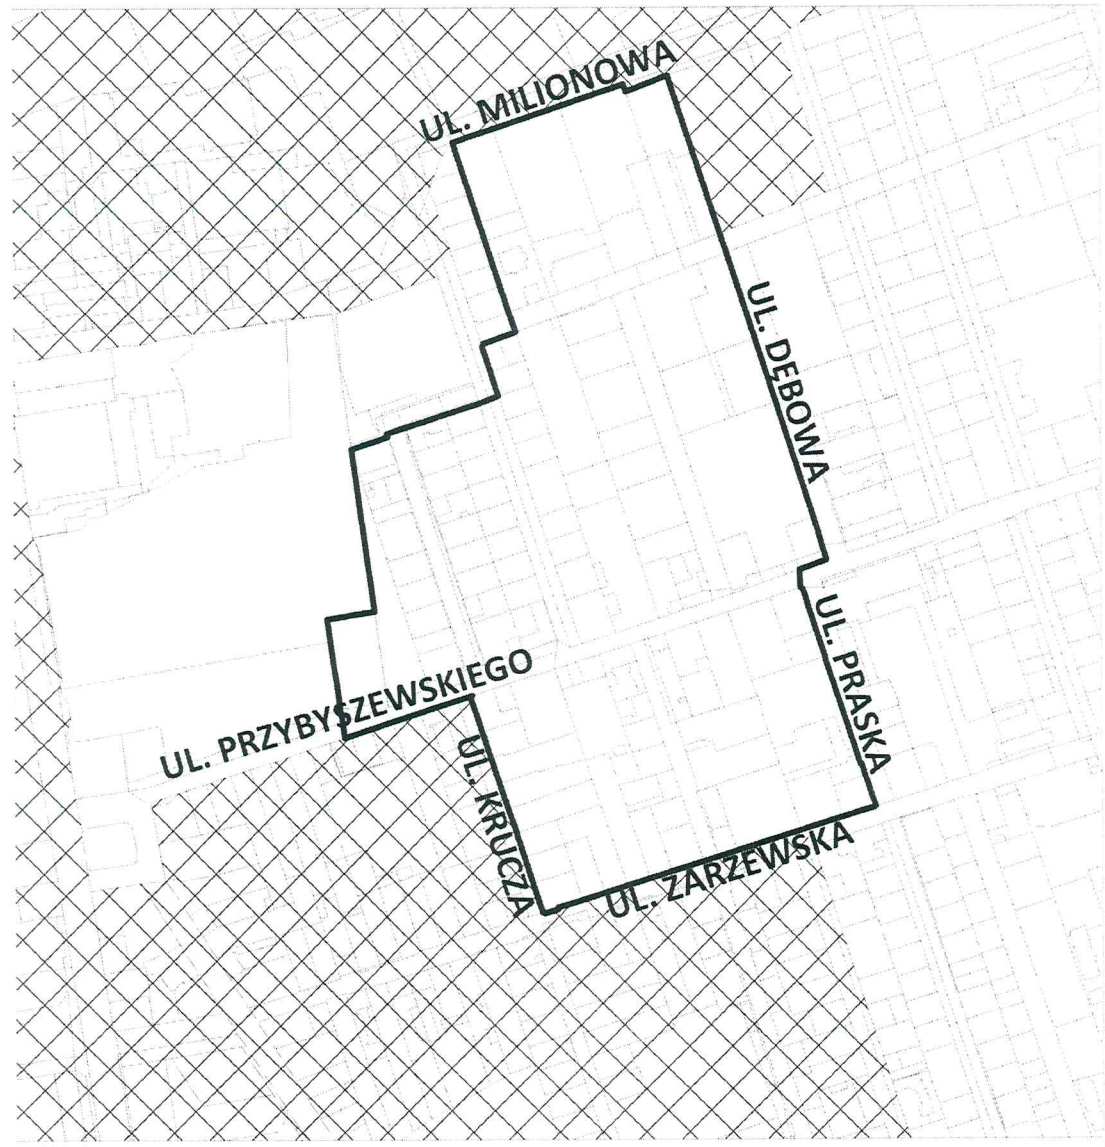 UL. MILIONOWA
UL. DĘBOWA
UL. PRASKA
UL. PRZYBYSZEWSKIEGO
UL. KRUCZA
UL. ZARZEWSKA